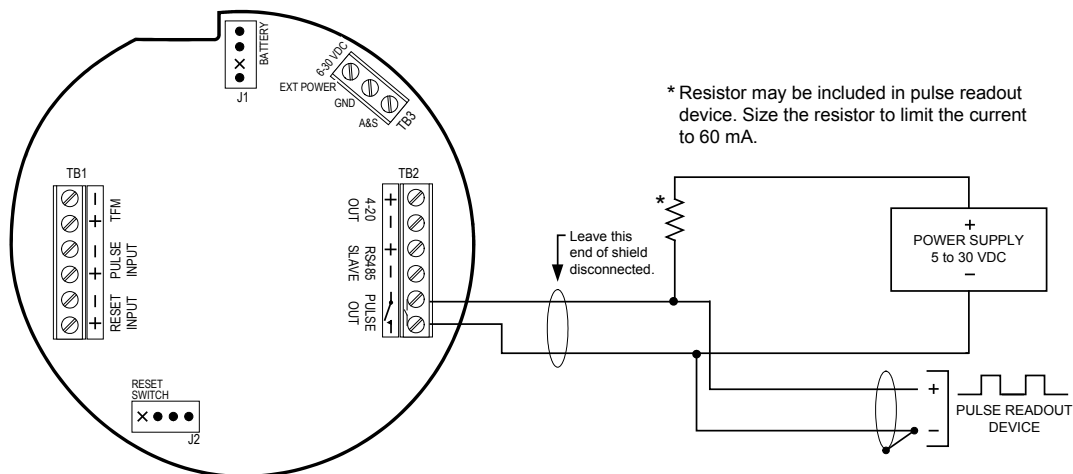 BATTERY
J1
6-30 VDC
EXT POWER
GND
A&S
TB3
* Resistor may be included in pulse readout
device. Size the resistor to limit the current
to 60 mA.
TB1
− TFM
+
− PULSE
+ INPUT
− RESET
+ INPUT
TB2
+ 4-20
− OUT
+ RS485
− SLAVE
PULSE
OUT
*
Leave this
end of shield
disconnected.
+
POWER SUPPLY
5 to 30 VDC
−
+
−
PULSE READOUT
DEVICE
RESET
SWITCH
J2